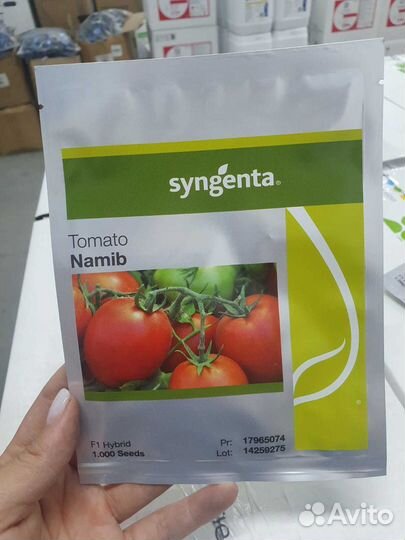 syngenta®
Tomato
Namib
F1 Hybrid
1.000 Seeds
Pr: 17965074
Lot: 14259275
Avito